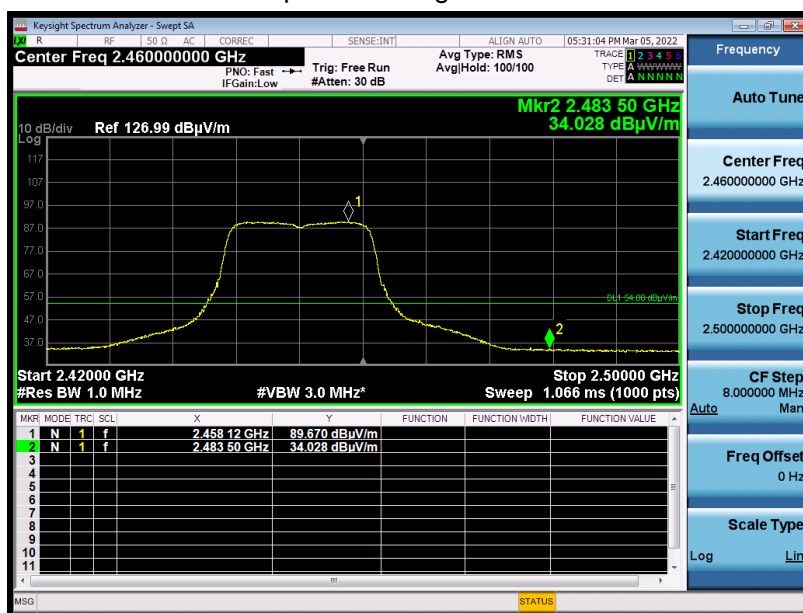 Keysight Spectrum Analyzer - Swept SA
LXI R RF 50 Ω AC CORREC SENSE:INT ALIGN AUTO 05:31:04 PM Mar 05, 2022
Center Freq 2.460000000 GHz
PNO: Fast
IFGain:Low
Trig: Free Run
#Atten: 30 dB
Avg Type: RMS
Avg|Hold: 100/100
TRACE 1 2 3 4 5 6
TYPE A WWWWW
DET A N N N N N
Mkr2 2.483 50 GHz
34.028 dBµV/m
10 dB/div Ref 126.99 dBµV/m
Log
117
107
97.0
87.0
77.0
67.0
57.0
47.0
37.0
1
DL1 54.00 dBµV/m
2
Start 2.42000 GHz Stop 2.50000 GHz
#Res BW 1.0 MHz #VBW 3.0 MHz* Sweep 1.066 ms (1000 pts)
MKR MODE TRC SCL X Y FUNCTION FUNCTION WIDTH FUNCTION VALUE
1 N 1 f 2.458 12 GHz 89.670 dBµV/m
2 N 1 f 2.483 50 GHz 34.028 dBµV/m
3
4
5
6
7
8
9
10
11
MSG STATUS
Frequency
Auto Tune
Center Freq
2.460000000 GHz
Start Freq
2.420000000 GHz
Stop Freq
2.500000000 GHz
CF Step
8.000000 MHz
Auto Man
Freq Offset
0 Hz
Scale Type
Log Lin